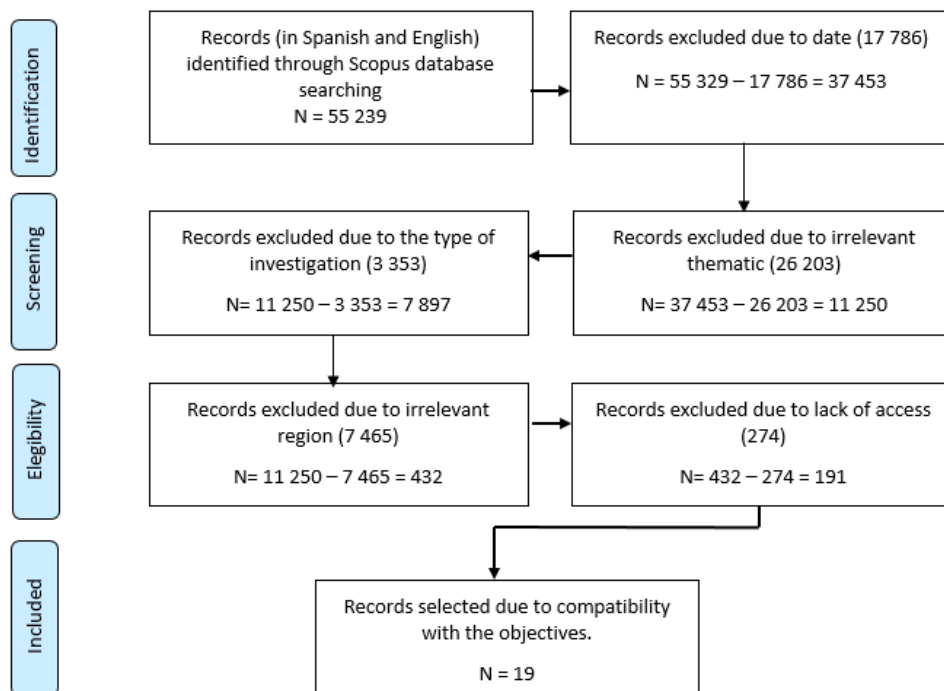 Identification
Records (in Spanish and English)
identified through Scopus database
searching
N = 55 239
Records excluded due to date (17 786)
N = 55 329 – 17 786 = 37 453
Screening
Records excluded due to the type of
investigation (3 353)
N= 11 250 – 3 353 = 7 897
Records excluded due to irrelevant
thematic (26 203)
N= 37 453 – 26 203 = 11 250
Elegibility
Records excluded due to irrelevant
region (7 465)
N= 11 250 – 7 465 = 432
Records excluded due to lack of access
(274)
N= 432 – 274 = 191
Included
Records selected due to compatibility
with the objectives.
N = 19